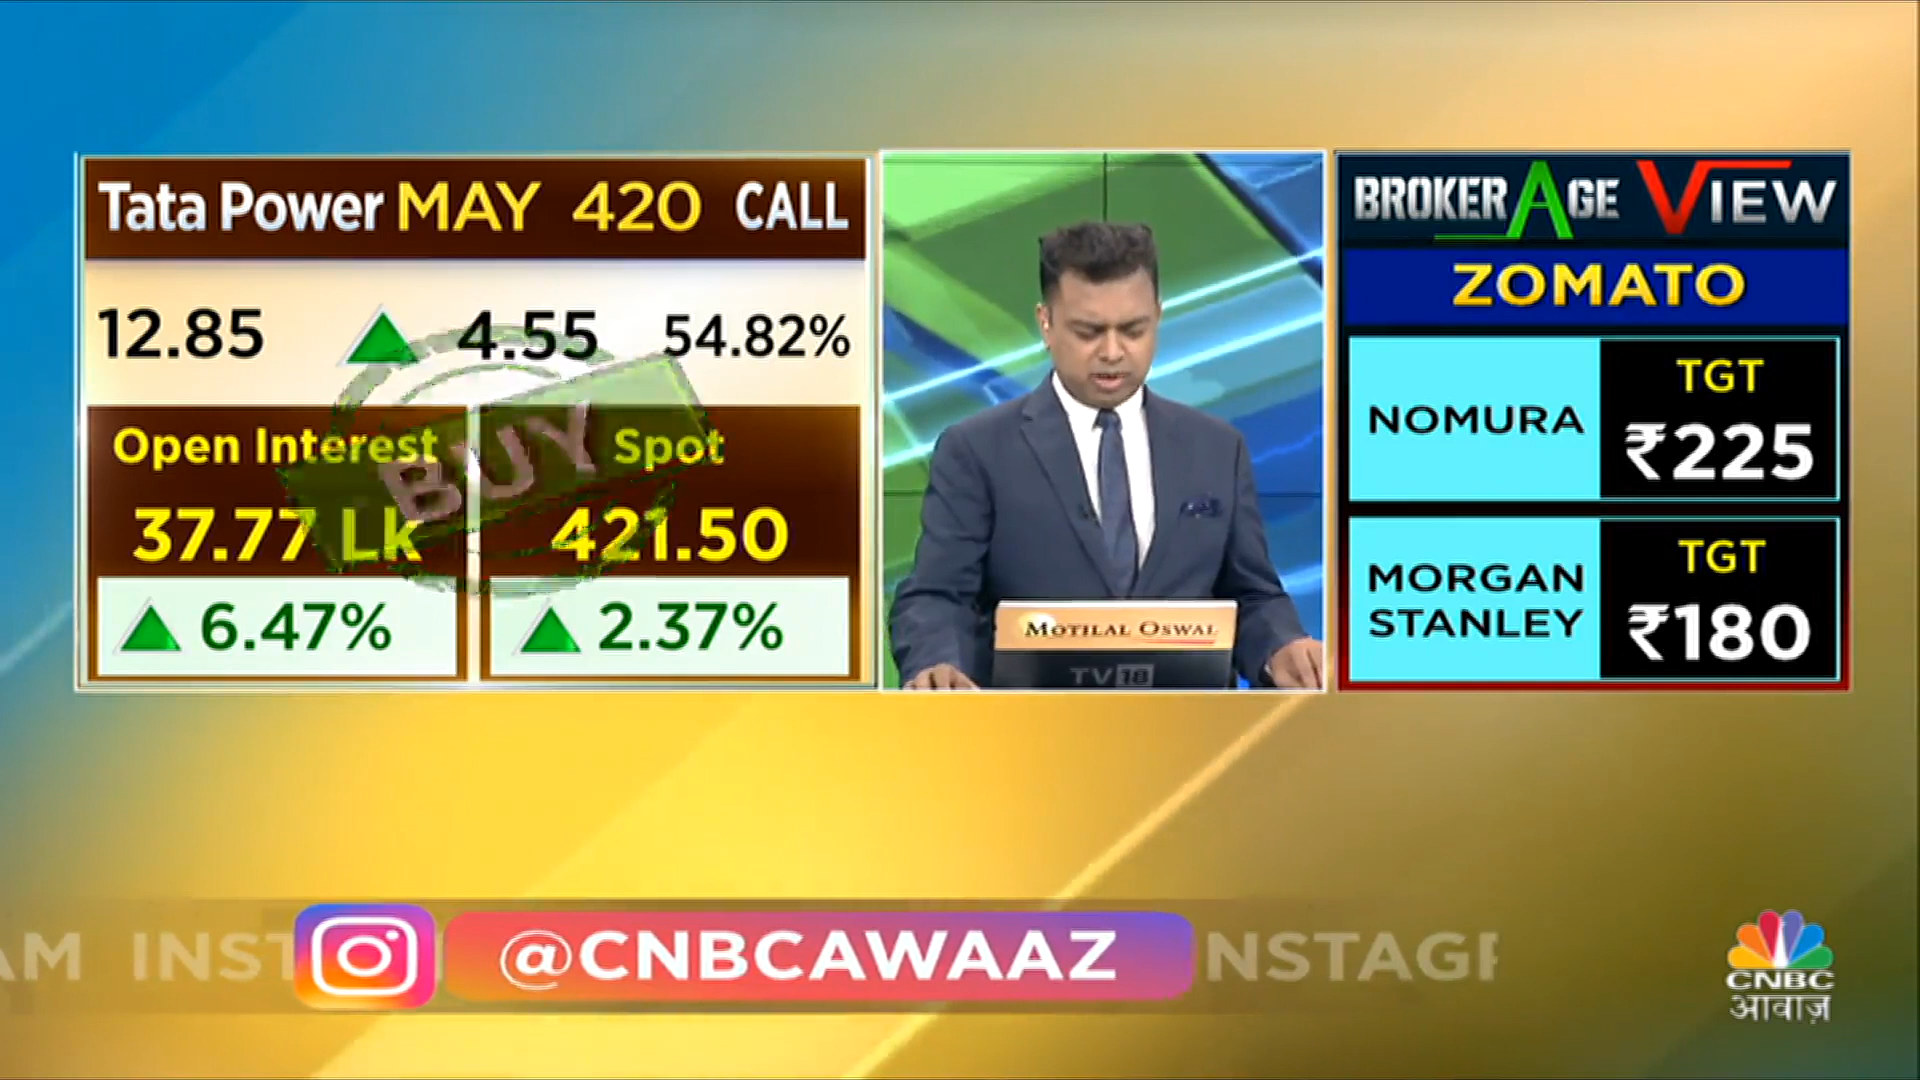 Tata Power MAY 420 CALL
12.85 4.55 54.82%
BUY
Open Interest
37.77 Lk
6.47%
Spot
421.50
2.37%
MOTILAL OSWAL
TV18
BROKERAGE VIEW
ZOMATO
NOMURA
TGT
₹225
MORGAN
STANLEY
TGT
₹180
AM INST @CNBCAWAAZ NSTAGR
CNBC
आवाज़